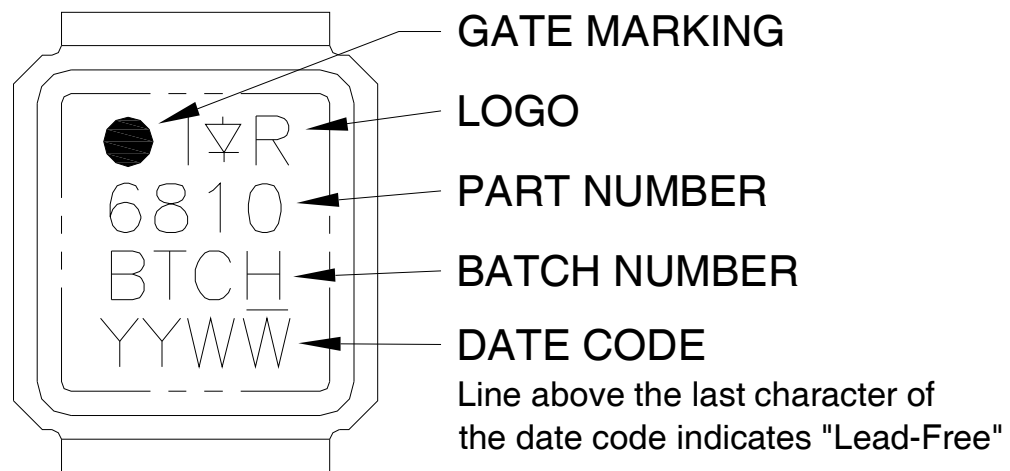 GATE MARKING
I R
LOGO
6810
PART NUMBER
BTCH
BATCH NUMBER
YYWW
DATE CODE
Line above the last character of
the date code indicates "Lead-Free"